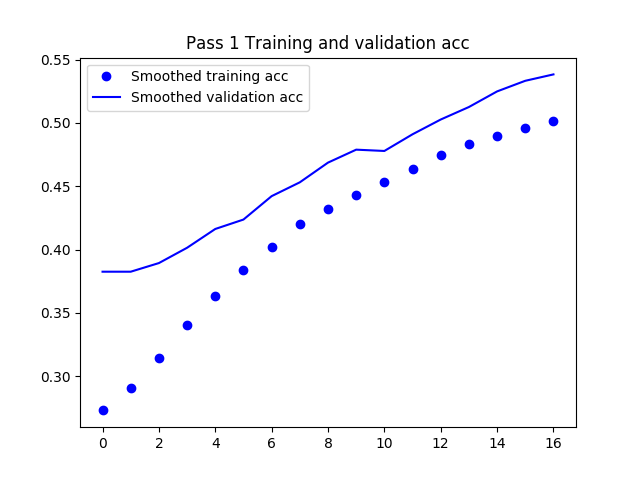 Pass 1 Training and validation acc
Smoothed training acc
Smoothed validation acc
0.55
0.50
0.45
0.40
0.35
0.30
0 2 4 6 8 10 12 14 16